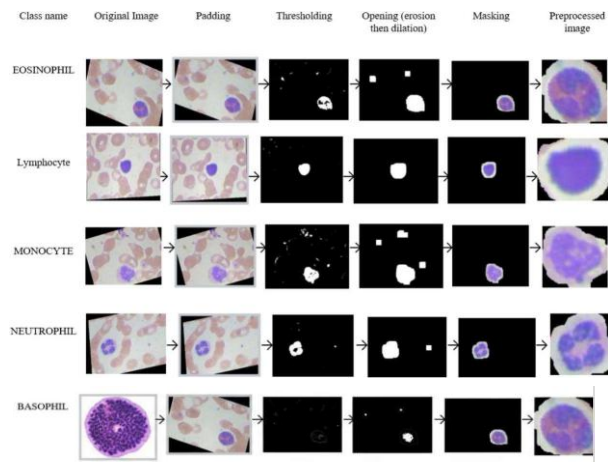 Class name Original Image Padding Thresholding Opening (erosion Masking Preprocessed
then dilation) image
EOSINOPHIL
Lymphocyte
MONOCYTE
NEUTROPHIL
BASOPHIL